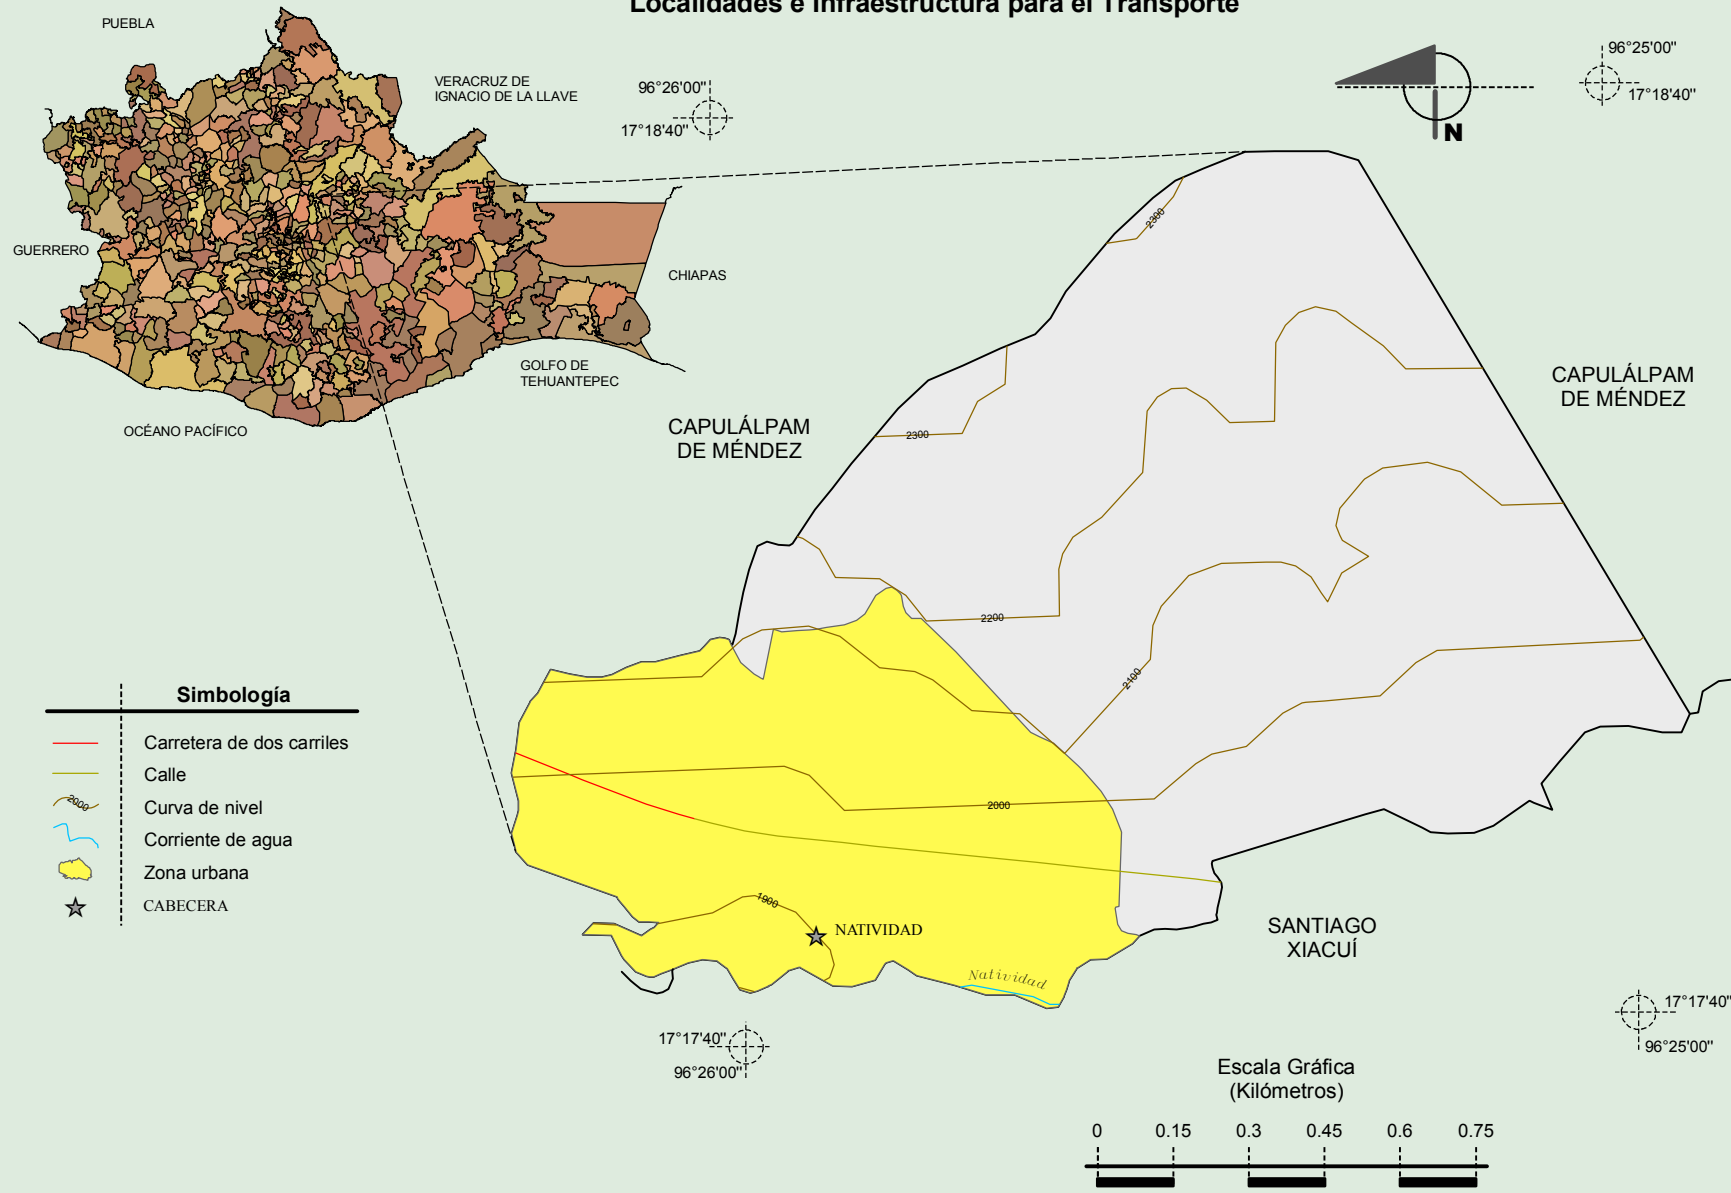 Localidades e Infraestructura para el Transporte
PUEBLA
VERACRUZ DE
IGNACIO DE LA LLAVE
GUERRERO
CHIAPAS
GOLFO DE
TEHUANTEPEC
OCÉANO PACÍFICO
96°26'00"
17°18'40"
96°25'00"
17°18'40"
N
2300
2300
2200
2100
2000
1900
CAPULÁLPAM
DE MÉNDEZ
CAPULÁLPAM
DE MÉNDEZ
SANTIAGO
XIACUÍ
NATIVIDAD
Natividad
Simbología
Carretera de dos carriles
Calle
2000
Curva de nivel
Corriente de agua
Zona urbana
CABECERA
17°17'40"
96°26'00"
17°17'40"
96°25'00"
Escala Gráfica
(Kilómetros)
0 0.15 0.3 0.45 0.6 0.75